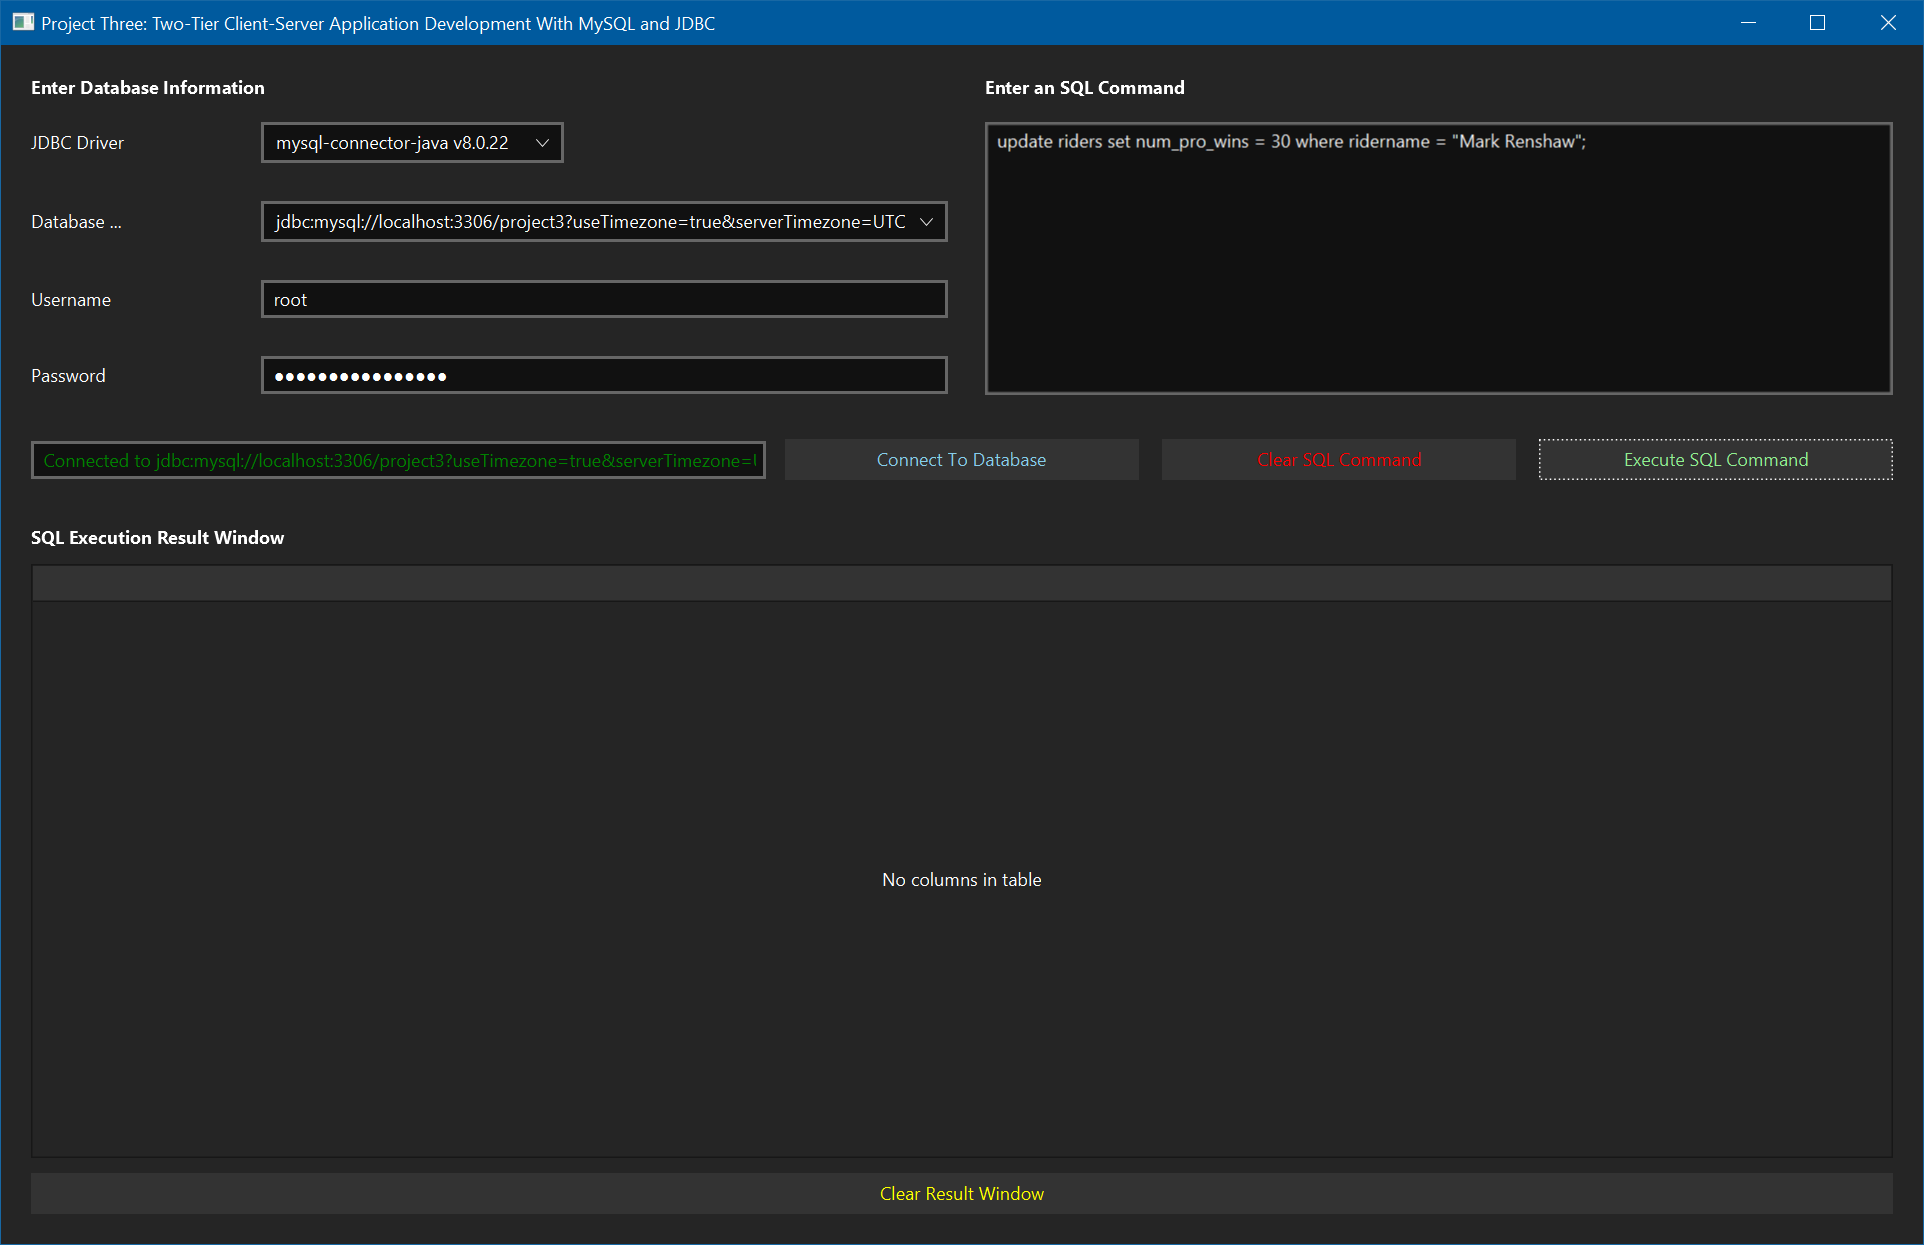 Project Three: Two-Tier Client-Server Application Development With MySQL and JDBC
Enter Database Information
JDBC Driver
mysql-connector-java v8.0.22
Database ...
jdbc:mysql://localhost:3306/project3?useTimezone=true&serverTimezone=UTC
Username
root
Password
Enter an SQL Command
update riders set num_pro_wins = 30 where ridername = "Mark Renshaw";
Connected to jdbc:mysql://localhost:3306/project3?useTimezone=true&serverTimezone=
Connect To Database
Clear SQL Command
Execute SQL Command
SQL Execution Result Window
No columns in table
Clear Result Window